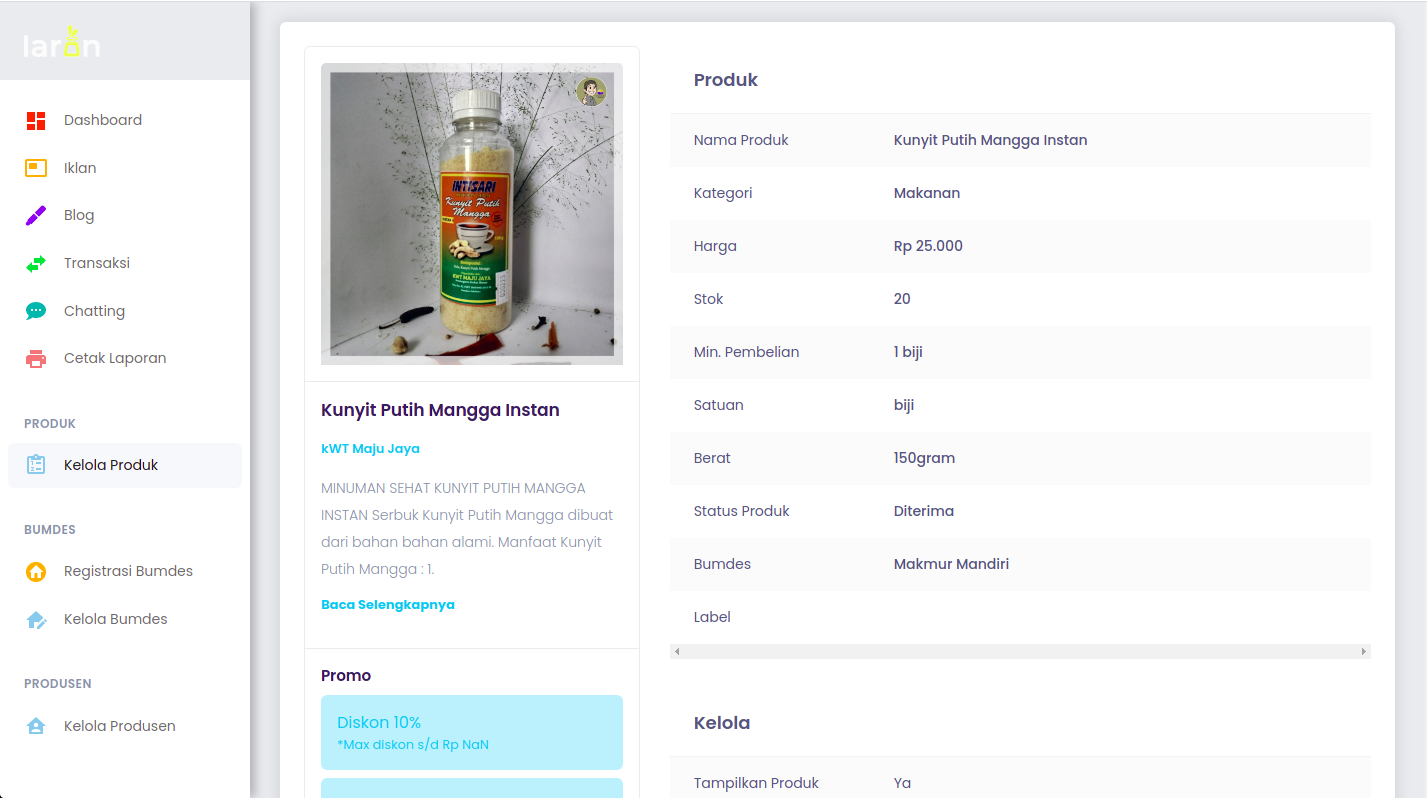 laron
Dashboard
Iklan
Blog
Transaksi
Chatting
Cetak Laporan
PRODUK
Kelola Produk
BUMDES
Registrasi Bumdes
Kelola Bumdes
PRODUSEN
Kelola Produsen
INTISARI
Kunyit Putih
Mangga
KWT MAJU JAYA
Kunyit Putih Mangga Instan
kWT Maju Jaya
MINUMAN SEHAT KUNYIT PUTIH MANGGA
INSTAN Serbuk Kunyit Putih Mangga dibuat
dari bahan bahan alami. Manfaat Kunyit
Putih Mangga : 1.
Baca Selengkapnya
Promo
Diskon 10%
*Max diskon s/d Rp NaN
Produk
Nama Produk Kunyit Putih Mangga Instan
Kategori Makanan
Harga Rp 25.000
Stok 20
Min. Pembelian 1 biji
Satuan biji
Berat 150gram
Status Produk Diterima
Bumdes Makmur Mandiri
Label
Kelola
Tampilkan Produk Ya